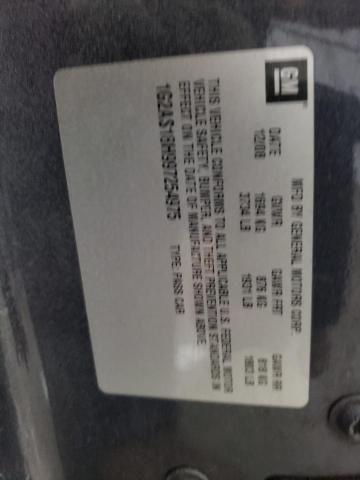 GM
MFD BY GENERAL MOTORS CORP.
DATE GVWR GAWR FRT GAWR RR
12/08 1694 KG 876 KG 818 KG
3734 LB 1931 LB 1803 LB
THIS VEHICLE CONFORMS TO ALL APPLICABLE U.S. FEDERAL MOTOR
VEHICLE SAFETY, BUMPER, AND THEFT PREVENTION STANDARDS IN
EFFECT ON THE DATE OF MANUFACTURE SHOWN ABOVE.
1G2AS18H997254975 TYPE: PASS CAR